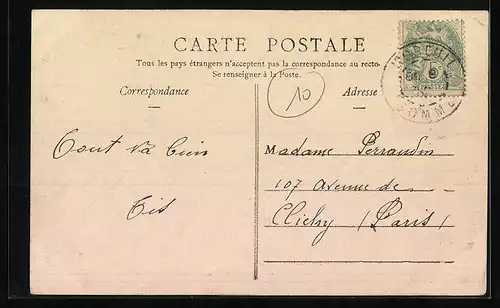 CARTE POSTALE
Tous les pays étrangers n'acceptent pas la correspondance au recto
Se renseigner à la Poste.
Correspondance
10
Adresse
SOMME
Tout va bien
Madame Perraudin
107 avenue de
Clichy (Paris)